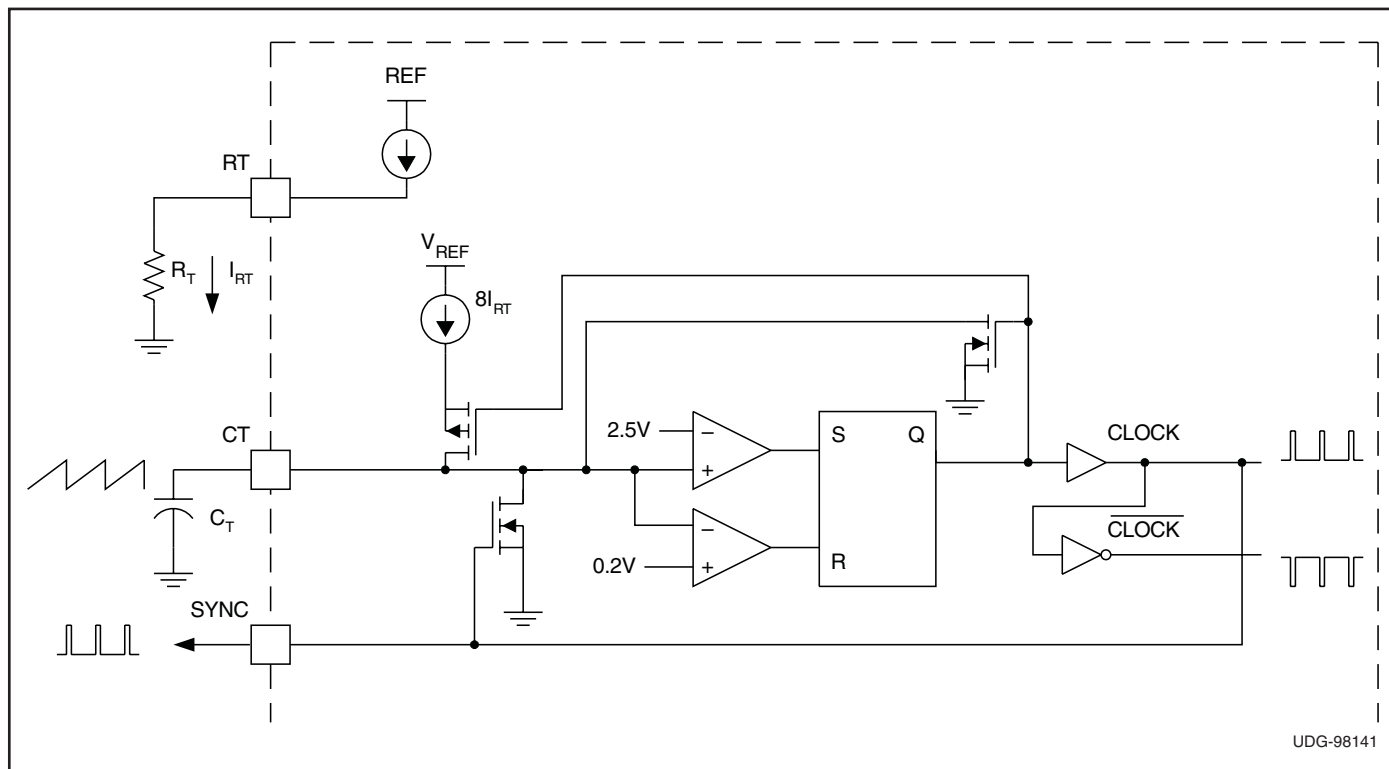 REF
RT
R_T
I_RT
V_REF
8I_RT
CT
C_T
2.5V
−
+
−
0.2V
+
S
Q
R
CLOCK
CLOCK
SYNC
UDG-98141